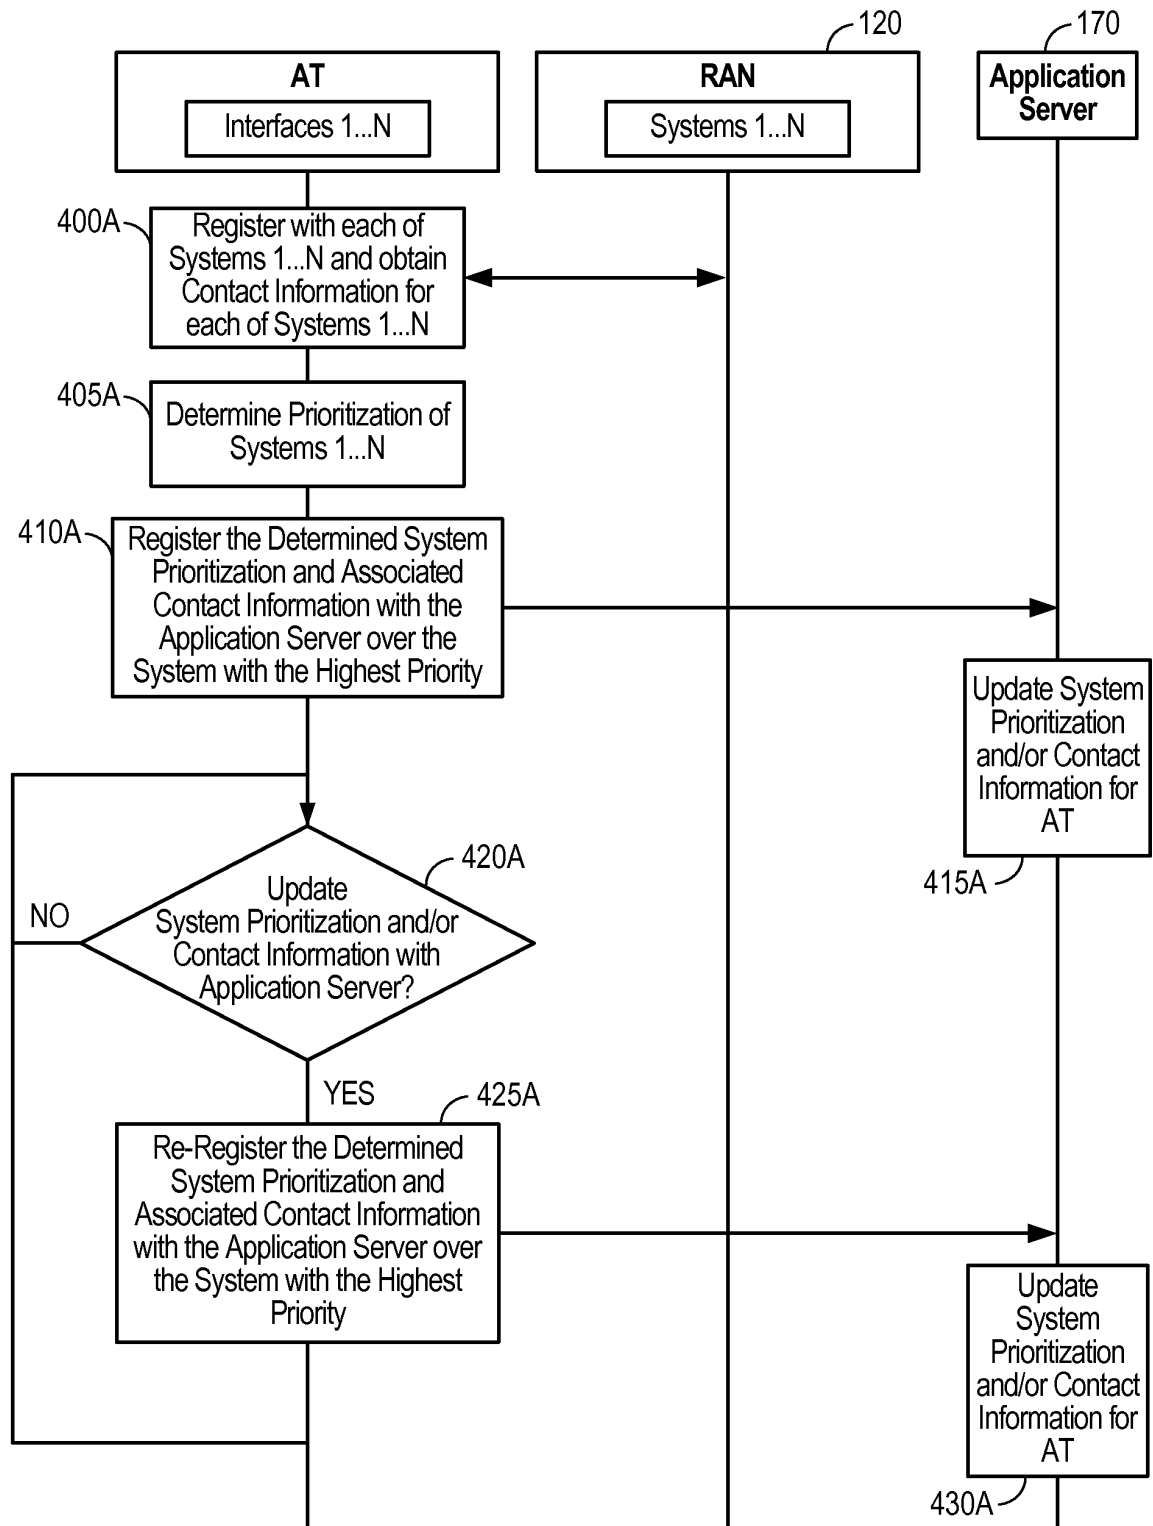 120
170
AT
Interfaces 1...N
RAN
Systems 1...N
Application
Server
400A
Register with each of
Systems 1...N and obtain
Contact Information for
each of Systems 1...N
405A
Determine Prioritization of
Systems 1...N
410A
Register the Determined System
Prioritization and Associated
Contact Information with the
Application Server over the
System with the Highest Priority
Update System
Prioritization
and/or Contact
Information for
AT
415A
420A
Update
System Prioritization and/or
Contact Information with
Application Server?
NO
YES
425A
Re-Register the Determined
System Prioritization and
Associated Contact Information
with the Application Server over
the System with the Highest
Priority
Update
System
Prioritization
and/or Contact
Information for
AT
430A